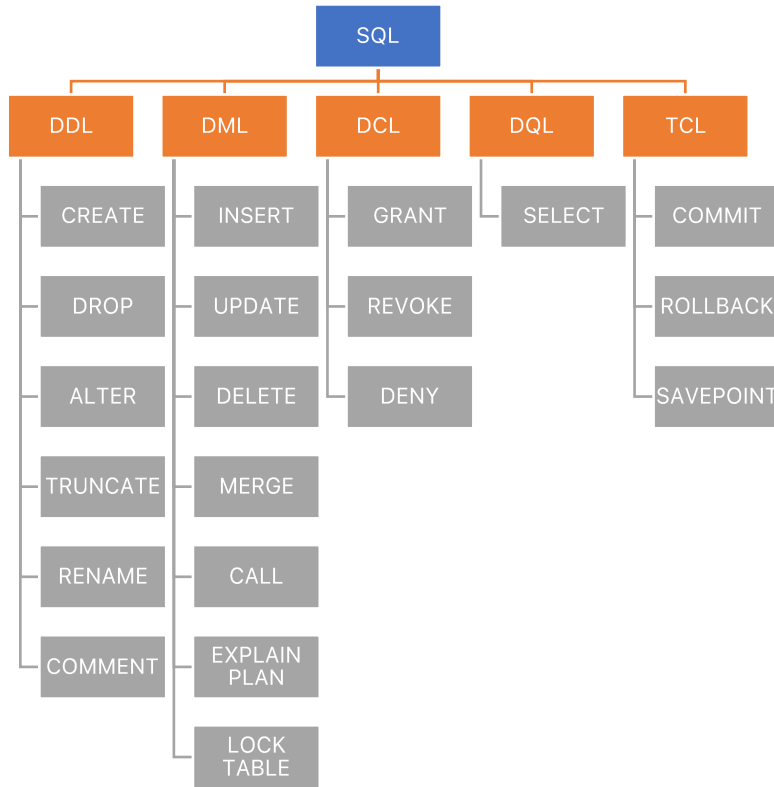 SQL
DDL
DML
DCL
DQL
TCL
CREATE
INSERT
GRANT
SELECT
COMMIT
DROP
UPDATE
REVOKE
ROLLBACK
ALTER
DELETE
DENY
SAVEPOINT
TRUNCATE
MERGE
RENAME
CALL
COMMENT
EXPLAIN
PLAN
LOCK
TABLE